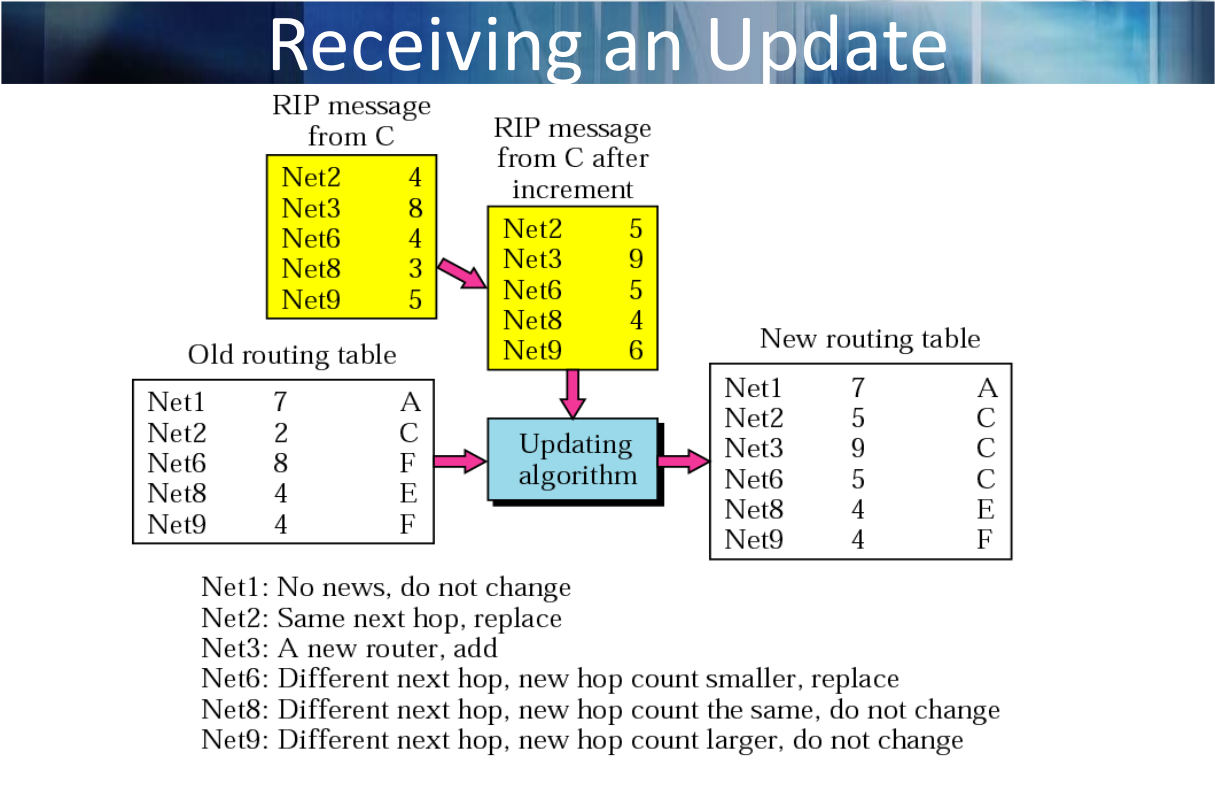 Receiving an Update
RIP message
from C
Net2 4
Net3 8
Net6 4
Net8 3
Net9 5
RIP message
from C after
increment
Net2 5
Net3 9
Net6 5
Net8 4
Net9 6
Old routing table
Net1 7 A
Net2 2 C
Net6 8 F
Net8 4 E
Net9 4 F
Updating
algorithm
New routing table
Net1 7 A
Net2 5 C
Net3 9 C
Net6 5 C
Net8 4 E
Net9 4 F
Net1: No news, do not change
Net2: Same next hop, replace
Net3: A new router, add
Net6: Different next hop, new hop count smaller, replace
Net8: Different next hop, new hop count the same, do not change
Net9: Different next hop, new hop count larger, do not change